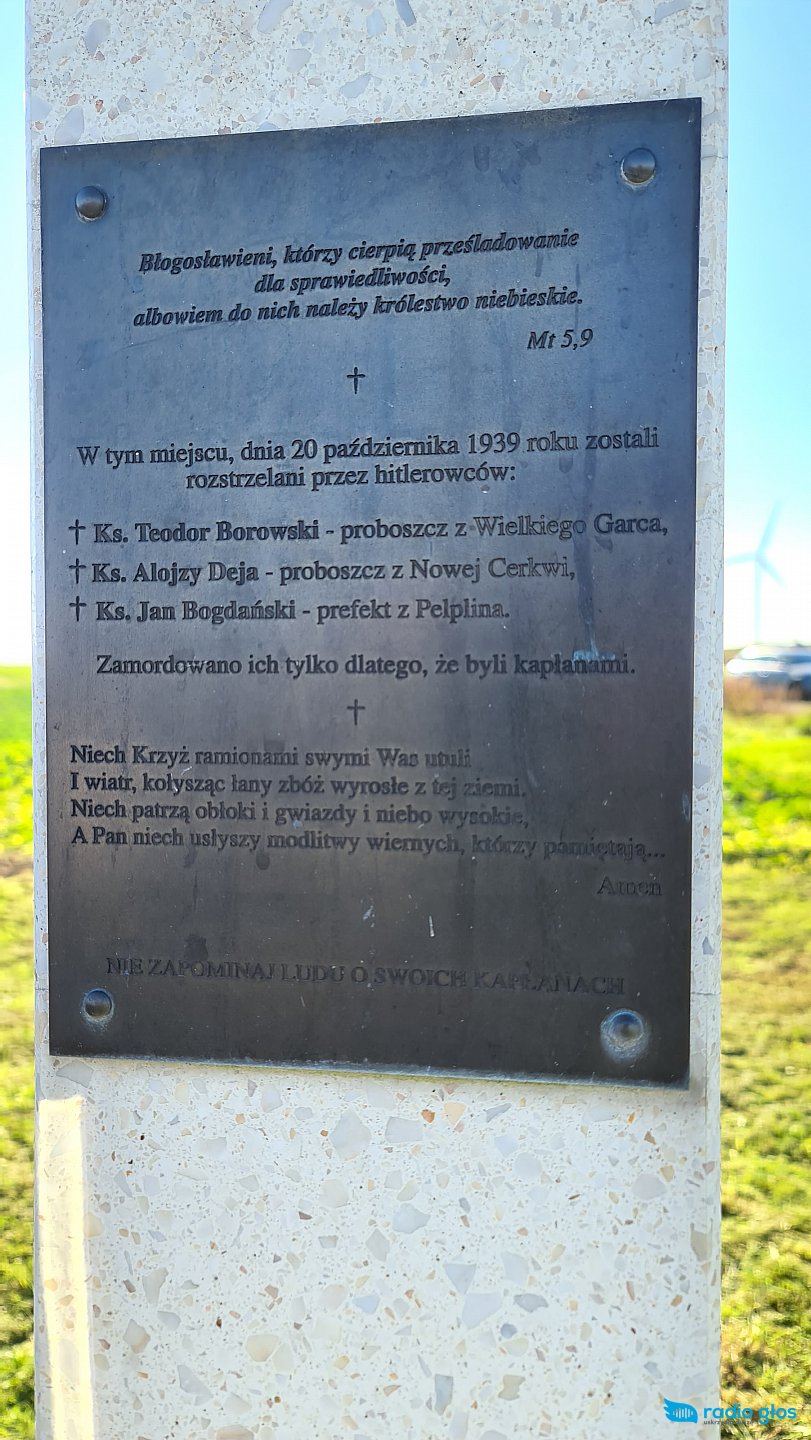 Błogosławieni, którzy cierpią prześladowanie
dla sprawiedliwości,
albowiem do nich należy królestwo niebieskie.
Mt 5,9
W tym miejscu, dnia 20 października 1939 roku zostali
rozstrzelani przez hitlerowców:
Ks. Teodor Borowski - proboszcz z Wielkiego Garca,
Ks. Alojzy Deja - proboszcz z Nowej Cerkwi,
Ks. Jan Bogdański - prefekt z Pelplina.
Zamordowano ich tylko dlatego, że byli kapłanami.
Niech Krzyż ramionami swymi Was utuli
I wiatr, kołysząc łany zbóż wyrosłe z tej ziemi.
Niech patrzą obłoki i gwiazdy i niebo wysokie,
A Pan niech usłyszy modlitwy wiernych, którzy pamiętają...
Amen
NIE ZAPOMINAJ LUDU O SWOICH KAPŁANACH
radio głos